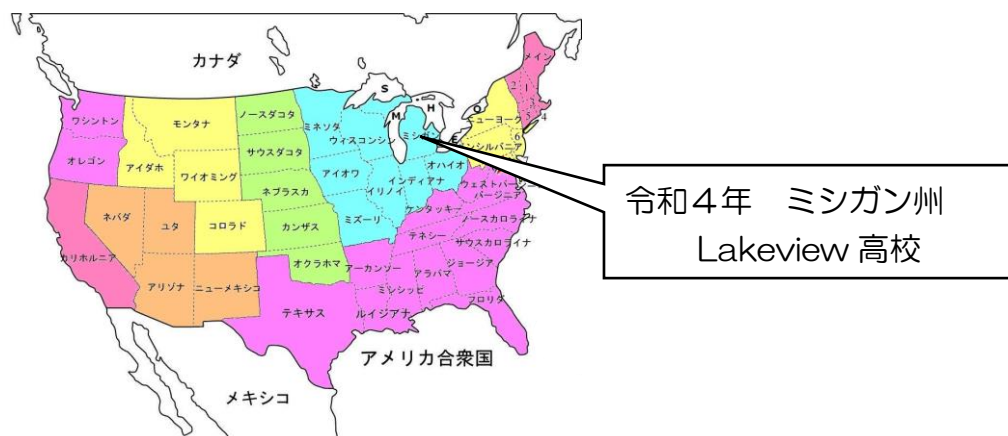 カナダ
メイン
S
2
1
3
ワシントン
モンタナ
ノースダコタ
ミネソタ
M
H
O
ニューヨーク
5
4
ミシガン
ウィスコンシン
E
6
オレゴン
アイダホ
サウスダコタ
ペンシルバニア
ワイオミング
アイオワ
オハイオ
インディアナ
イリノイ
ネブラスカ
ウェストバージニア
バージニア
ネバダ
ユタ
コロラド
カンザス
ミズーリ
ケンタッキー
ノースカロライナ
カリホルニア
テネシー
サウスカロライナ
オクラホマ
アーカンソー
アリゾナ
ニューメキシコ
アラバマ
ジョージア
ミシシッピ
テキサス
ルイジアナ
フロリダ
アメリカ合衆国
メキシコ
令和４年　ミシガン州
Lakeview 高校